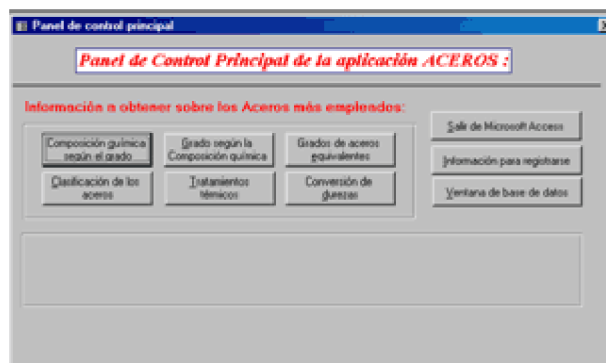 Panel de control principal
Panel de Control Principal de la aplicación ACEROS :
Información a obtener sobre los Aceros más empleados:
Composición química
según el grado
Grado según la
Composición química
Grados de aceros
equivalentes
Clasificación de los
aceros
Tratamientos
térmicos
Conversión de
durezas
Salir de Microsoft Access
Información para registrarse
Ventana de base de datos